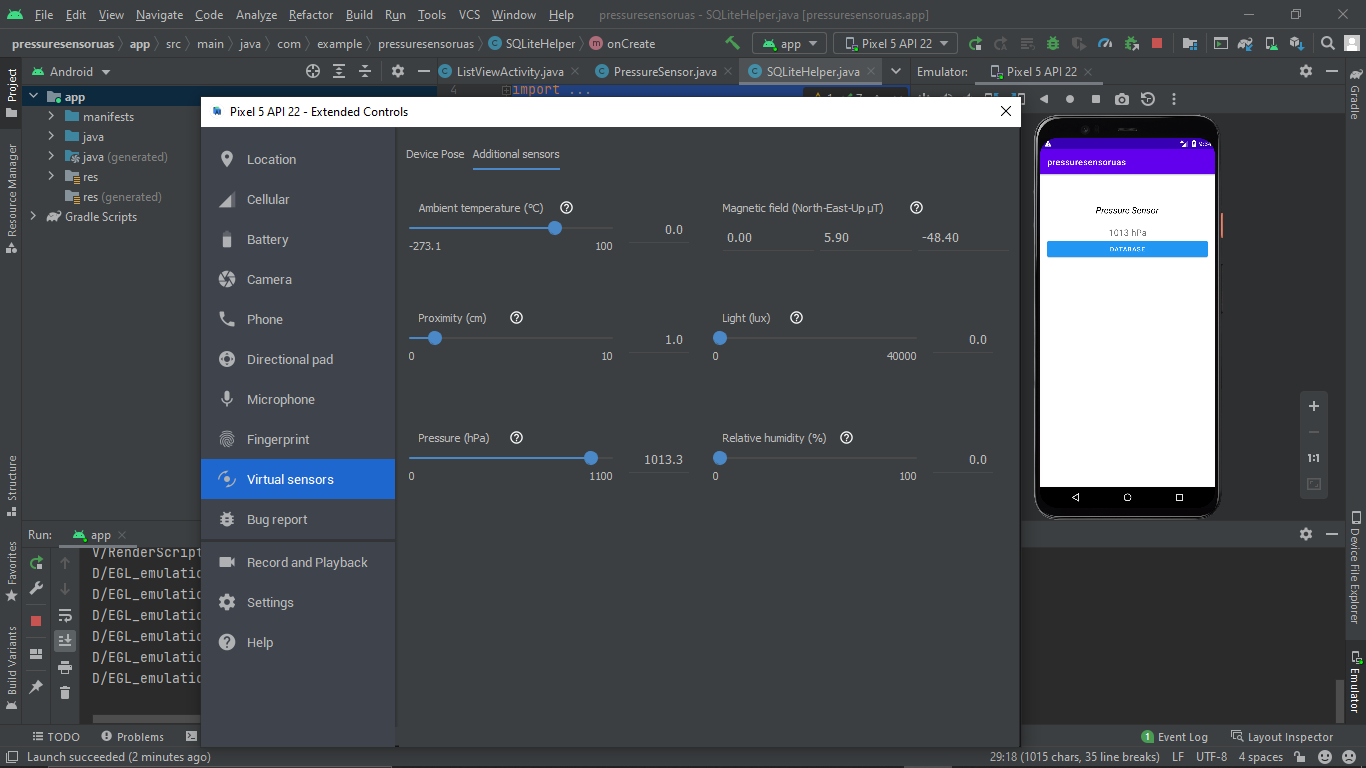 File Edit View Navigate Code Analyze Refactor Build Run Tools VCS Window Help pressuresensoruas - SQLiteHelper.java [pressuresensoruas.app]
pressuresensoruas app src main java com example pressuresensoruas SQLiteHelper onCreate app Pixel 5 API 22
Project
Android
ListViewActivity.java PressureSensor.java SQLiteHelper.java
Emulator: Pixel 5 API 22
Gradle
4 import ...
app
manifests
java
java (generated)
res
res (generated)
Gradle Scripts
Resource Manager
Structure
Favorites
Build Variants
Pixel 5 API 22 - Extended Controls
Location
Cellular
Battery
Camera
Phone
Directional pad
Microphone
Fingerprint
Virtual sensors
Bug report
Record and Playback
Settings
Help
Device Pose Additional sensors
Ambient temperature (°C)
0.0
-273.1 100
Magnetic field (North-East-Up µT)
0.00 5.90 -48.40
Proximity (cm)
1.0
0 10
Light (lux)
0.0
0 40000
Pressure (hPa)
1013.3
0 1100
Relative humidity (%)
0.0
0 100
9:34
pressuresensoruas
Pressure Sensor
1013 hPa
DATABASE
1:1
Device File Explorer
Emulator
Run: app
V/RenderScript
D/EGL_emulatio
D/EGL_emulatio
D/EGL_emulatio
D/EGL_emulatio
D/EGL_emulatio
D/EGL_emulatio
TODO Problems
1 Event Log Layout Inspector
Launch succeeded (2 minutes ago)
29:18 (1015 chars, 35 line breaks) LF UTF-8 4 spaces